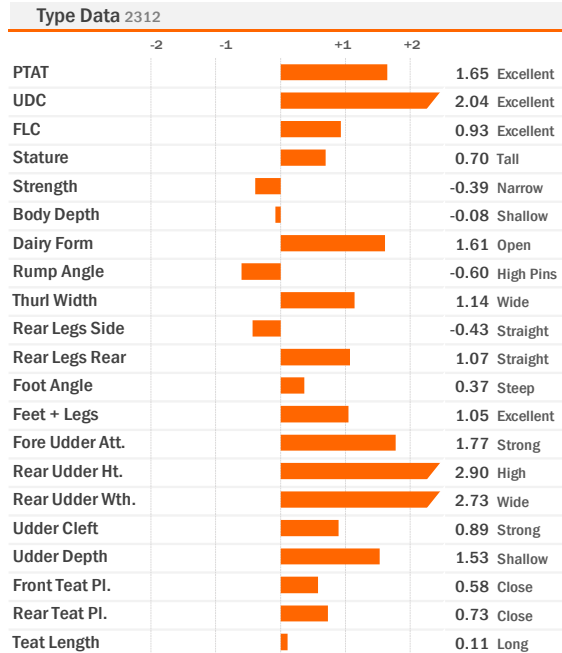 Type Data 2312
-2 -1 +1 +2
PTAT 1.65 Excellent
UDC 2.04 Excellent
FLC 0.93 Excellent
Stature 0.70 Tall
Strength -0.39 Narrow
Body Depth -0.08 Shallow
Dairy Form 1.61 Open
Rump Angle -0.60 High Pins
Thurl Width 1.14 Wide
Rear Legs Side -0.43 Straight
Rear Legs Rear 1.07 Straight
Foot Angle 0.37 Steep
Feet + Legs 1.05 Excellent
Fore Udder Att. 1.77 Strong
Rear Udder Ht. 2.90 High
Rear Udder Wth. 2.73 Wide
Udder Cleft 0.89 Strong
Udder Depth 1.53 Shallow
Front Teat Pl. 0.58 Close
Rear Teat Pl. 0.73 Close
Teat Length 0.11 Long